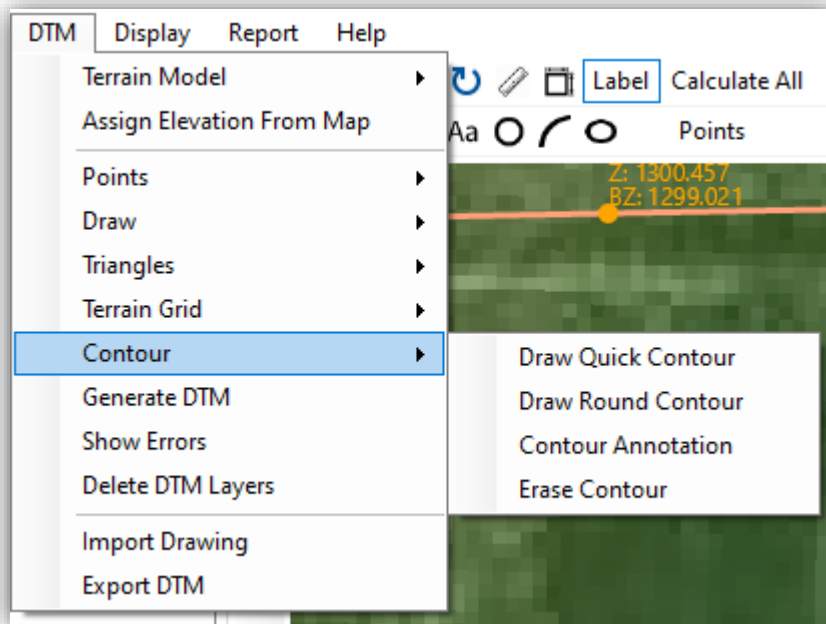 DTM Display Report Help
Terrain Model
Assign Elevation From Map
Points
Draw
Triangles
Terrain Grid
Contour
Generate DTM
Show Errors
Delete DTM Layers
Import Drawing
Export DTM
Draw Quick Contour
Draw Round Contour
Contour Annotation
Erase Contour
Label Calculate All
Aa Points
Z: 1300.457
BZ: 1299.021